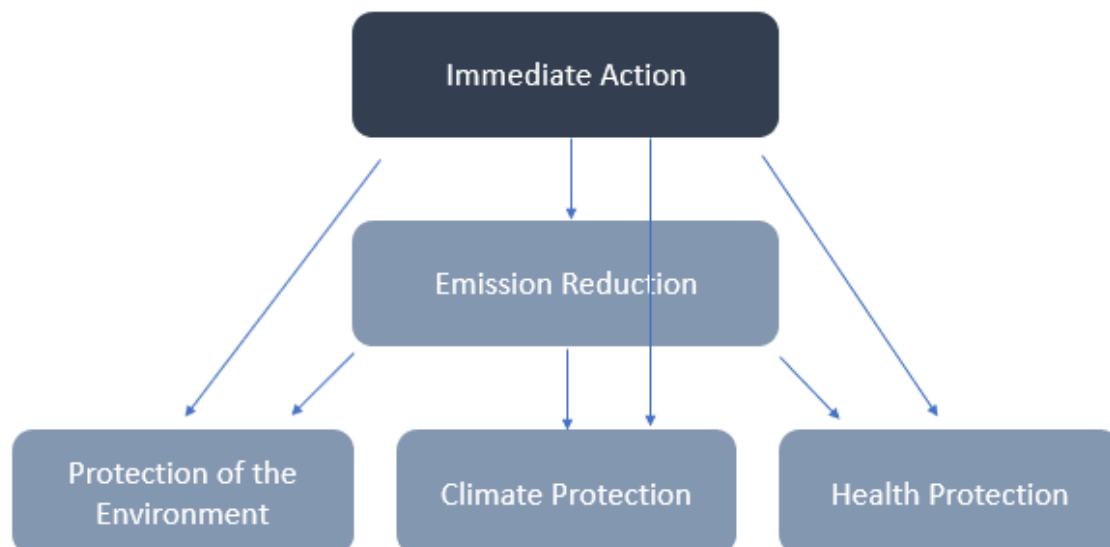 Immediate Action
Emission Reduction
Protection of the
Environment
Climate Protection
Health Protection